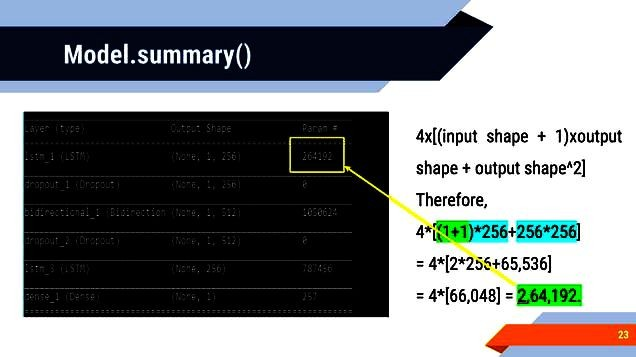 Model.summary()
Layer (type) Output Shape Param #
lstm_1 (LSTM) (None, 1, 256) 264192
dropout_1 (Dropout) (None, 1, 256) 0
bidirectional_1 (Bidirection (None, 1, 512) 1050624
dropout_2 (Dropout) (None, 1, 512) 0
lstm_3 (LSTM) (None, 256) 787456
dense_1 (Dense) (None, 1) 257
4x[(input shape + 1)xoutput
shape + output shape^2]
Therefore,
4*[(1+1)*256+256*256]
= 4*[2*256+65,536]
= 4*[66,048] = 2,64,192.
23